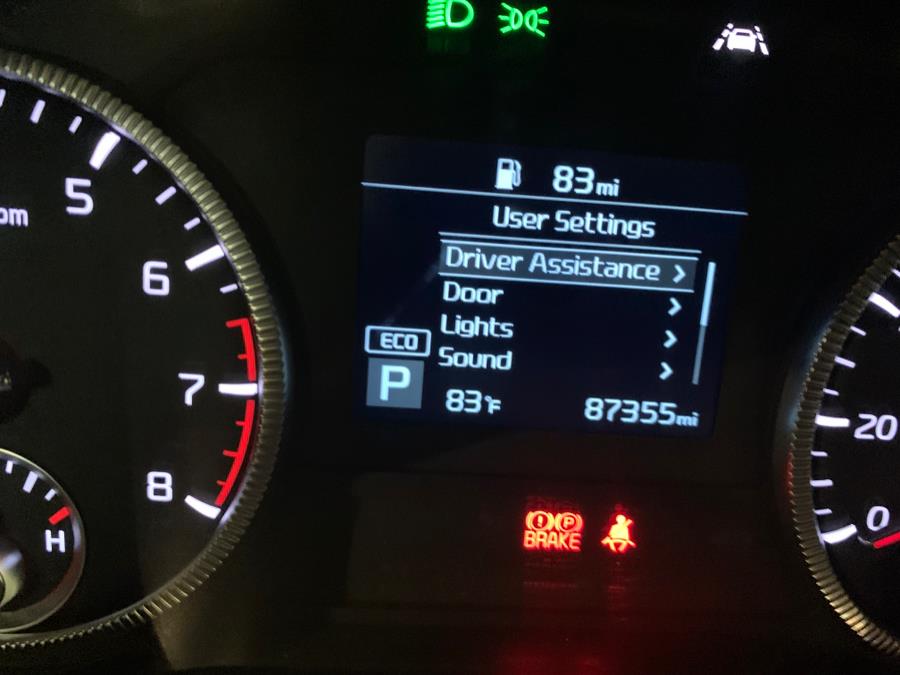 83mi
User Settings
Driver Assistance
Door
Lights
Sound
ECO
P
83°F
87355mi
5
6
7
8
H
20
0
(!) (P)
BRAKE